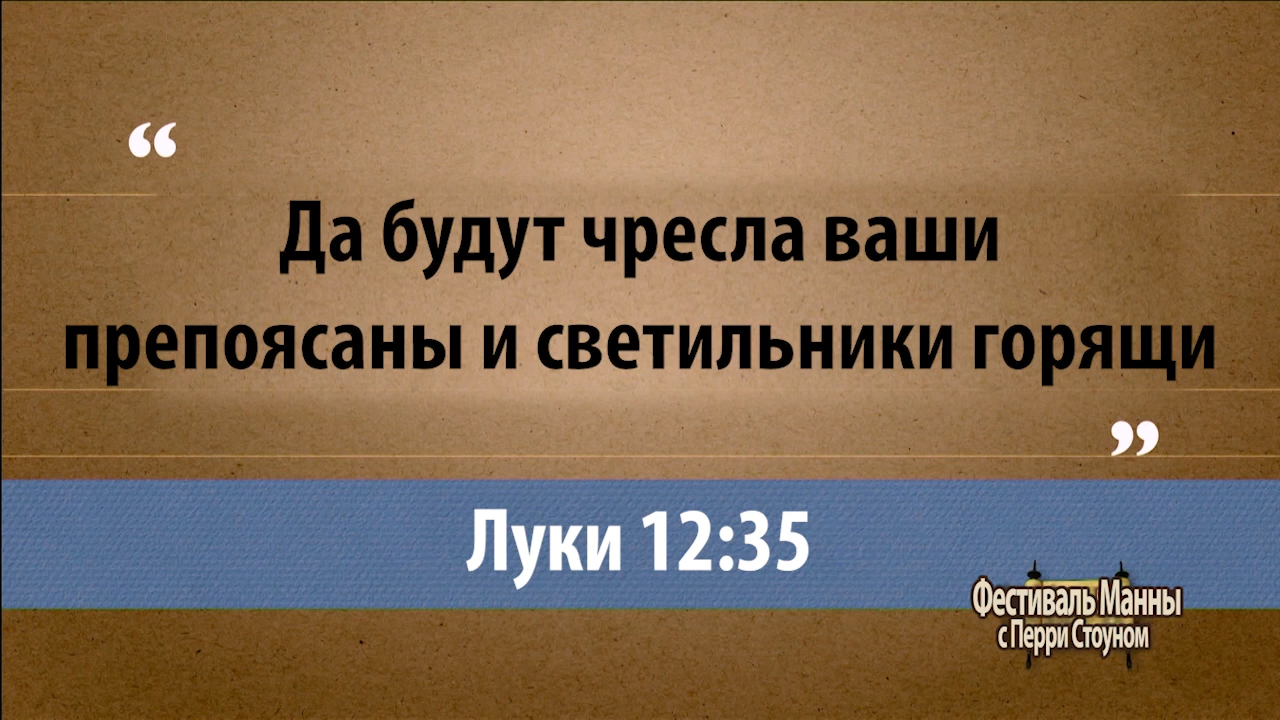 “
Да будут чресла ваши
препоясаны и светильники горящи
”
Луки 12:35
Фестиваль Манны
с Перри Стоуном